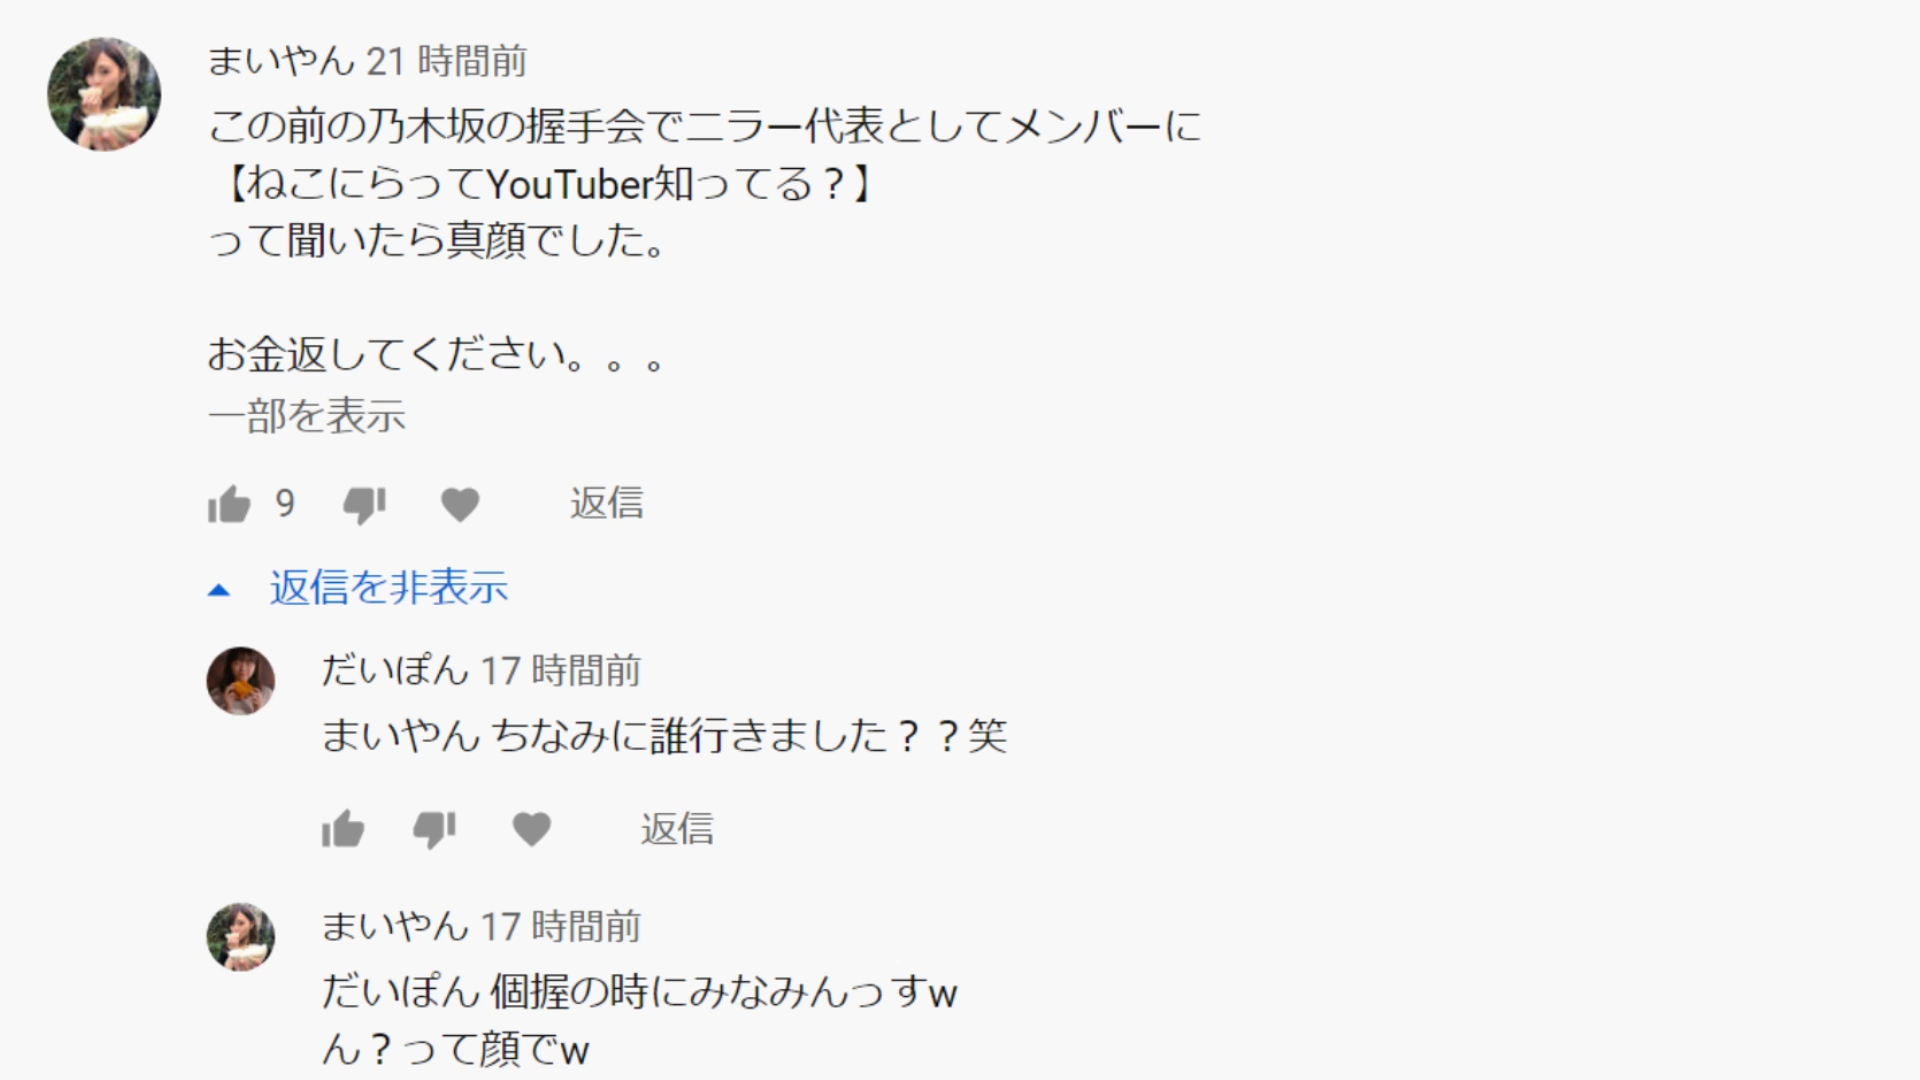 まいやん 21 時間前
この前の乃木坂の握手会でニラー代表としてメンバーに
【ねこにらってYouTuber知ってる？】
って聞いたら真顔でした。
お金返してください。。。
一部を表示
9 返信
返信を非表示
だいぽん 17 時間前
まいやん ちなみに誰行きました？？笑
返信
まいやん 17 時間前
だいぽん 個握の時にみなみんっすw
ん？って顔でw